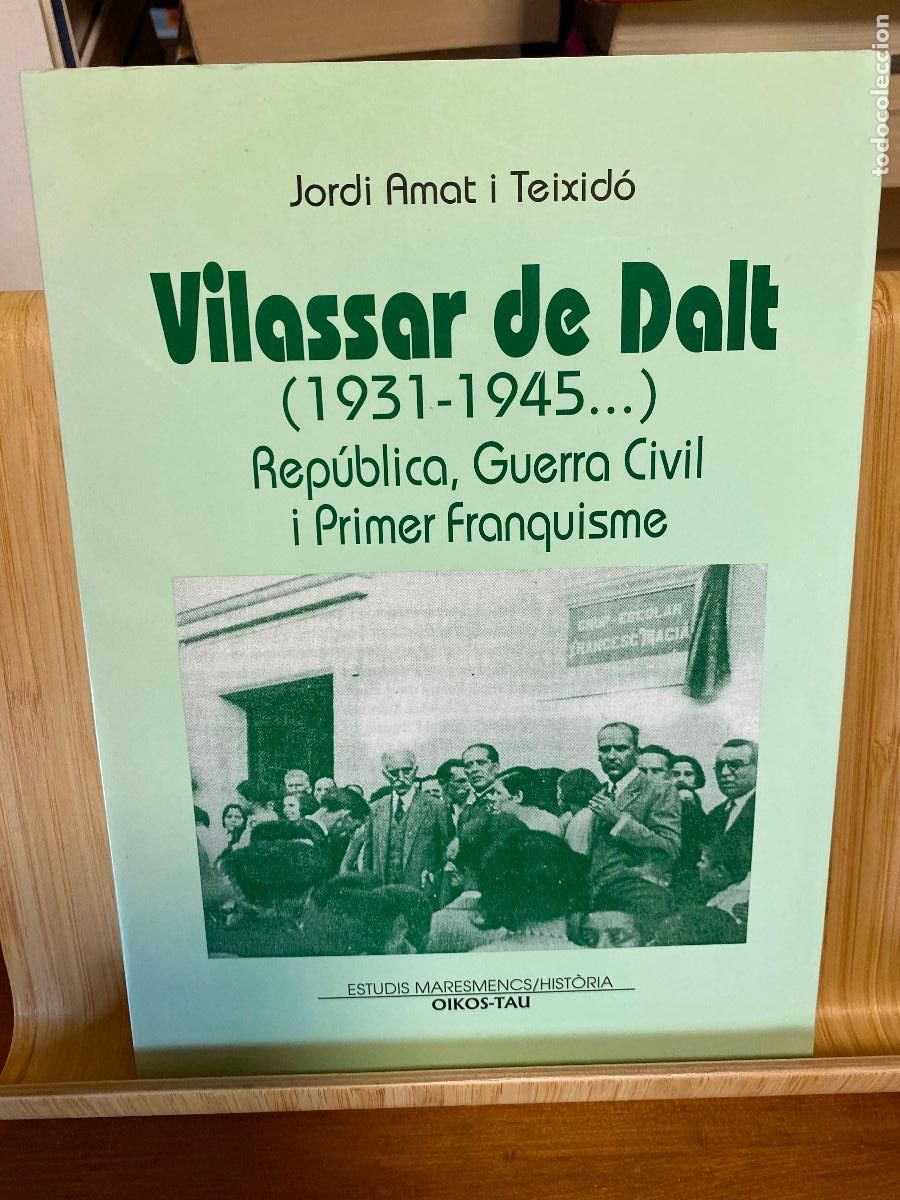 todocoleccion
Jordi Amat i Teixidó
Vilassar de Dalt
(1931-1945...)
República, Guerra Civil
i Primer Franquisme
GRUP ESCOLAR
FRANCESC MACIÀ
ESTUDIS MARESMENCS/HISTÒRIA
OIKOS-TAU